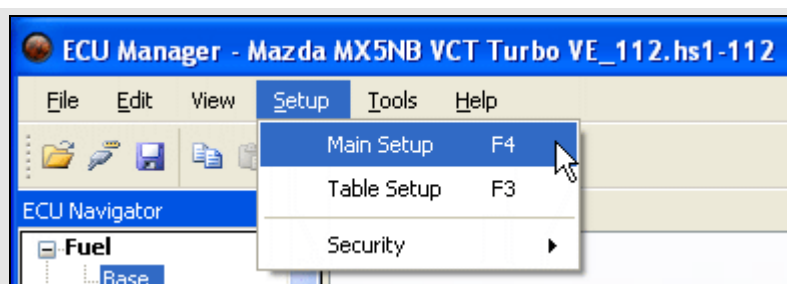 ECU Manager - Mazda MX5NB VCT Turbo VE_112.hs1-112
File Edit View Setup Tools Help
Main Setup F4
Table Setup F3
ECU Navigator
Security
Fuel
Base